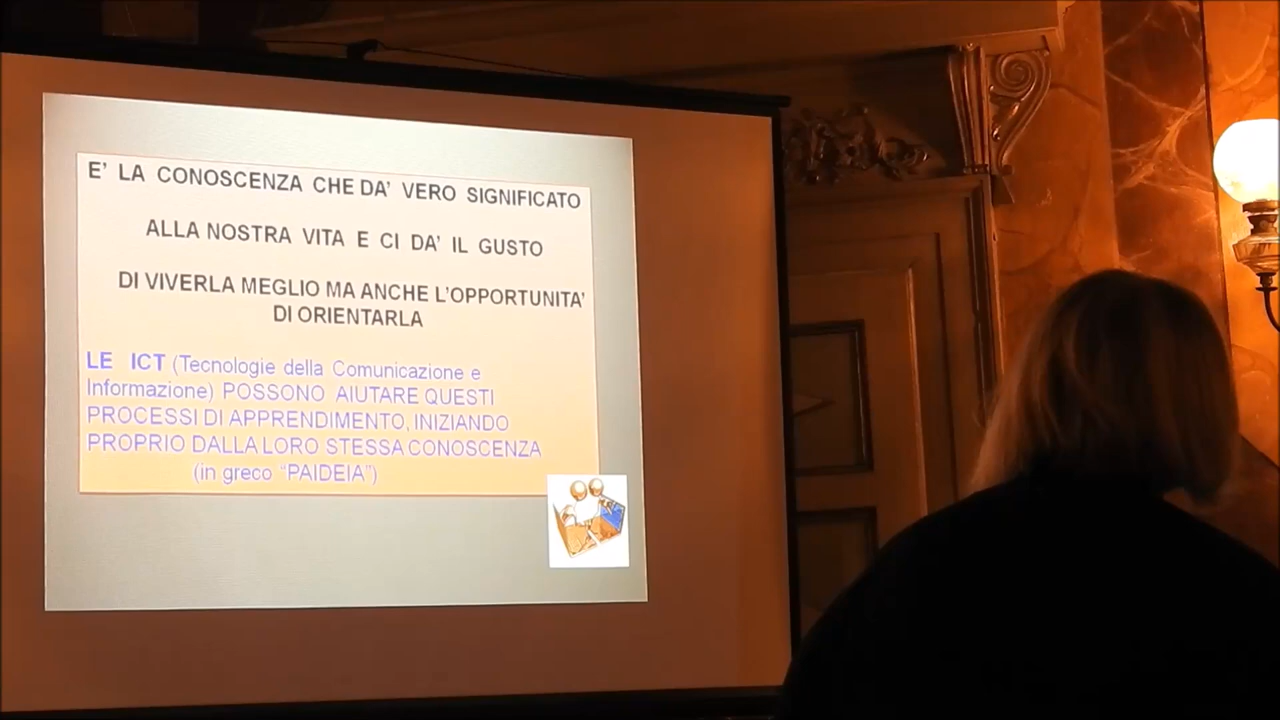 E' LA CONOSCENZA CHE DA' VERO SIGNIFICATO
ALLA NOSTRA VITA E CI DA' IL GUSTO
DI VIVERLA MEGLIO MA ANCHE L'OPPORTUNITA'
DI ORIENTARLA
LE ICT (Tecnologie della Comunicazione e
Informazione) POSSONO AIUTARE QUESTI
PROCESSI DI APPRENDIMENTO, INIZIANDO
PROPRIO DALLA LORO STESSA CONOSCENZA
(in greco “PAIDEIA”)